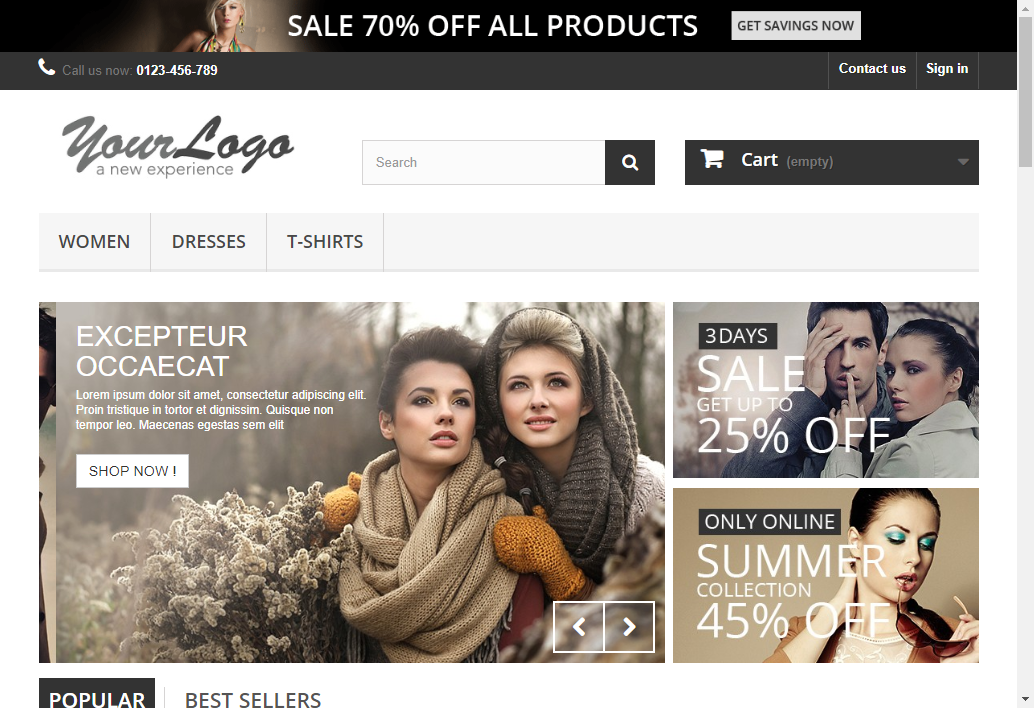 SALE 70% OFF ALL PRODUCTS
GET SAVINGS NOW
Call us now: 0123-456-789
Contact us
Sign in
YourLogo
a new experience
Search
Cart (empty)
WOMEN
DRESSES
T-SHIRTS
EXCEPTEUR
OCCAECAT
Lorem ipsum dolor sit amet, consectetur adipiscing elit.
Proin tristique in tortor et dignissim. Quisque non
tempor leo. Maecenas egestas sem elit
SHOP NOW !
3 DAYS
SALE
GET UP TO
25% OFF
ONLY ONLINE
SUMMER
COLLECTION
45% OFF
POPULAR
BEST SELLERS